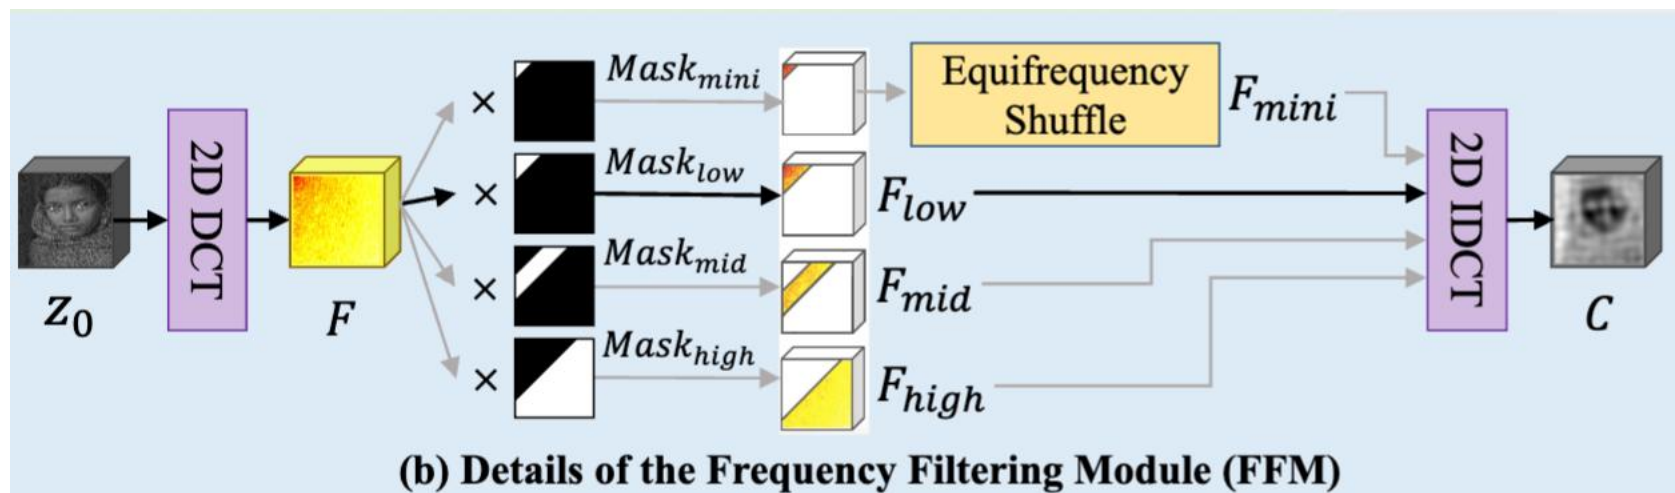 z₀
2D DCT
F
×
Mask_mini
Equifrequency
Shuffle
F_mini
×
Mask_low
F_low
×
Mask_mid
F_mid
×
Mask_high
F_high
2D IDCT
C
(b) Details of the Frequency Filtering Module (FFM)